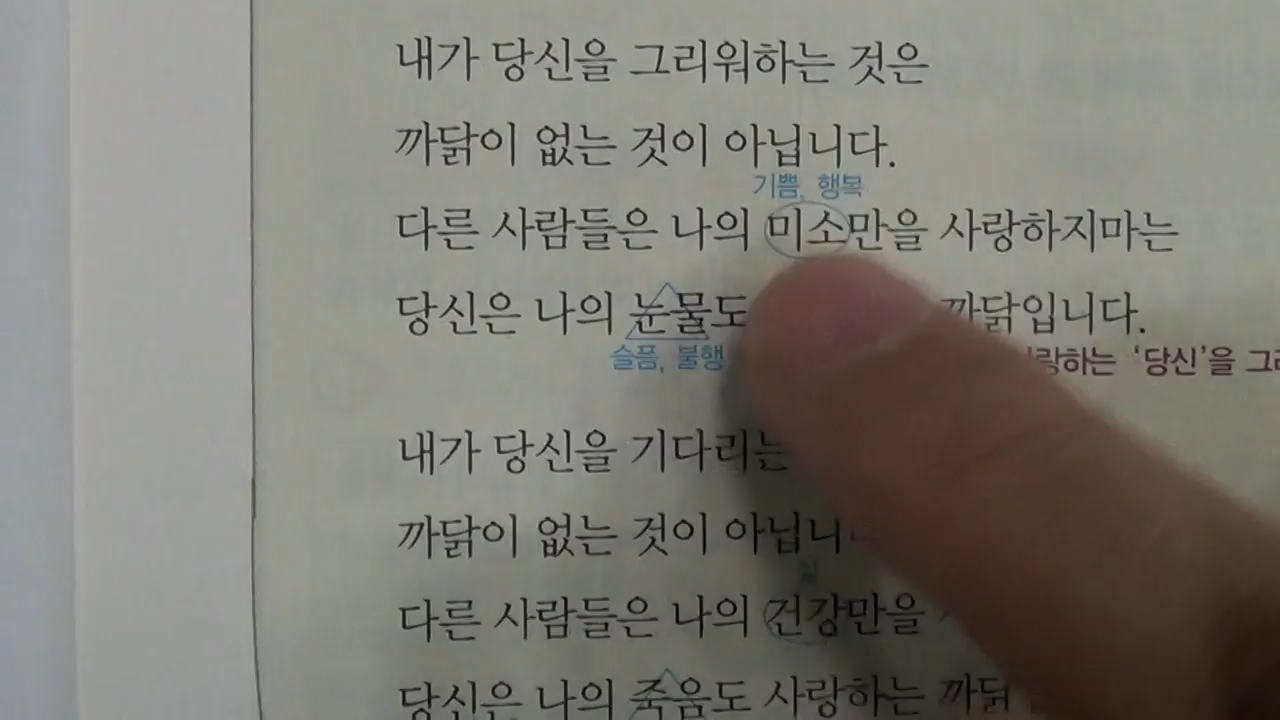 내가 당신을 그리워하는 것은
까닭이 없는 것이 아닙니다.
기쁨, 행복
다른 사람들은 나의 미소만을 사랑하지마는
당신은 나의 눈물도 까닭입니다.
슬픔, 불행 '당신'을
내가 당신을 기다리는
까닭이 없는 것이 아닙니
다른 사람들은 나의 건강만을
당신은 나의 죽음도 사랑하는 까닭